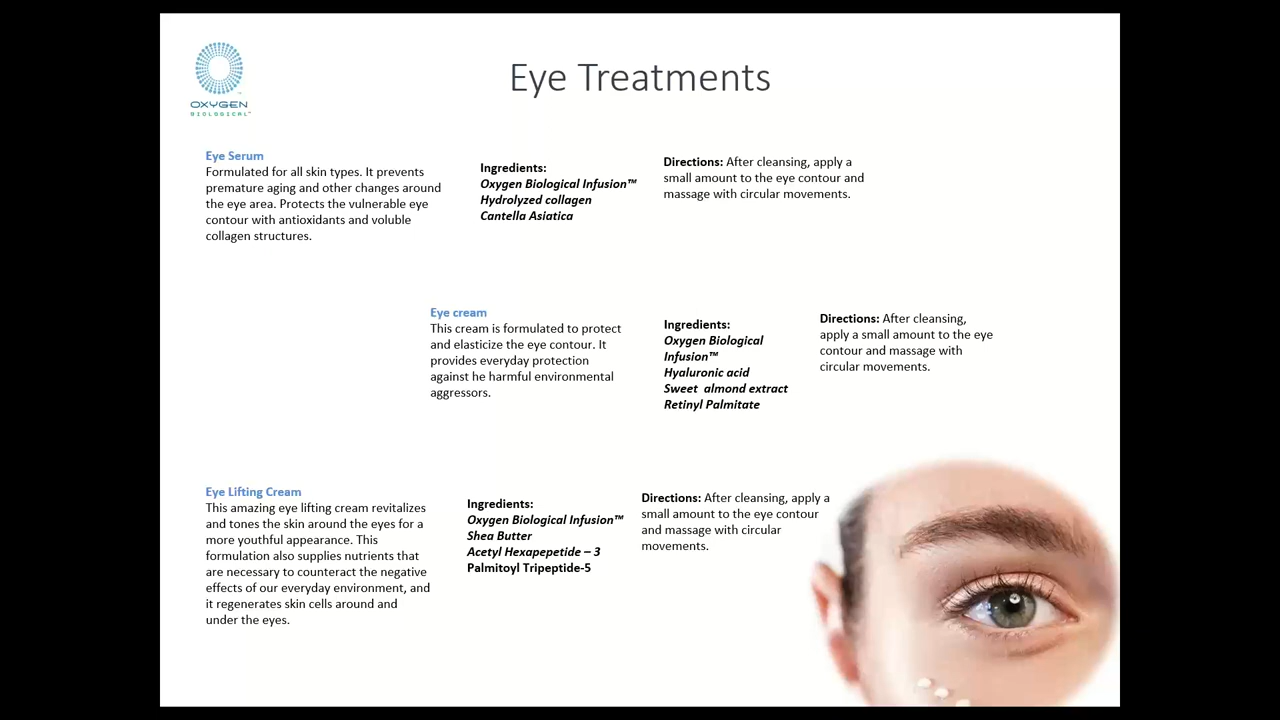 OXYGEN
BIOLOGICAL™
Eye Treatments
Eye Serum
Formulated for all skin types. It prevents
premature aging and other changes around
the eye area. Protects the vulnerable eye
contour with antioxidants and voluble
collagen structures.
Ingredients:
Oxygen Biological Infusion™
Hydrolyzed collagen
Cantella Asiatica
Directions: After cleansing, apply a
small amount to the eye contour and
massage with circular movements.
Eye cream
This cream is formulated to protect
and elasticize the eye contour. It
provides everyday protection
against he harmful environmental
aggressors.
Ingredients:
Oxygen Biological
Infusion™
Hyaluronic acid
Sweet  almond extract
Retinyl Palmitate
Directions: After cleansing,
apply a small amount to the eye
contour and massage with
circular movements.
Eye Lifting Cream
This amazing eye lifting cream revitalizes
and tones the skin around the eyes for a
more youthful appearance. This
formulation also supplies nutrients that
are necessary to counteract the negative
effects of our everyday environment, and
it regenerates skin cells around and
under the eyes.
Ingredients:
Oxygen Biological Infusion™
Shea Butter
Acetyl Hexapepetide – 3
Palmitoyl Tripeptide-5
Directions: After cleansing, apply a
small amount to the eye contour
and massage with circular
movements.